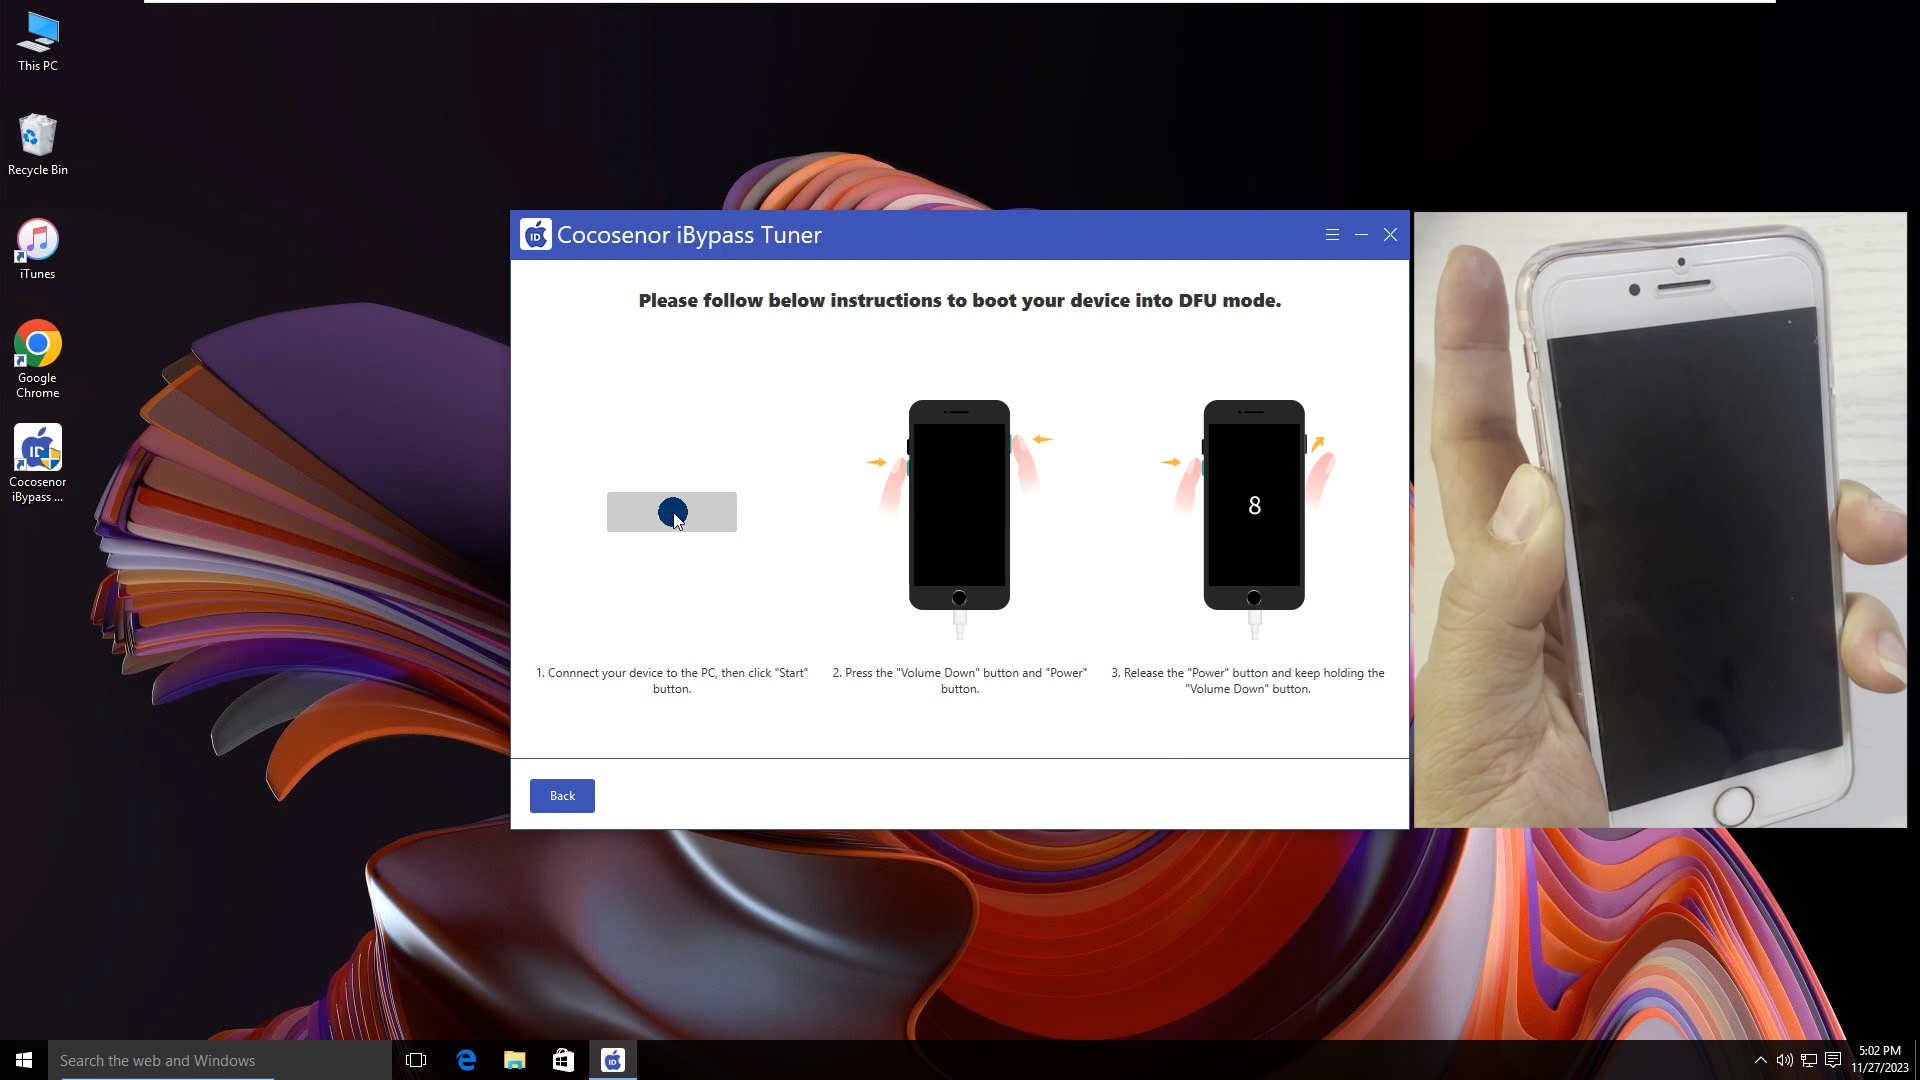 This PC
Recycle Bin
iTunes
Google
Chrome
Cocosenor
iBypass ...
Cocosenor iBypass Tuner
Please follow below instructions to boot your device into DFU mode.
8
1. Connnect your device to the PC, then click "Start"
button.
2. Press the "Volume Down" button and "Power"
button.
3. Release the "Power" button and keep holding the
"Volume Down" button.
Back
Search the web and Windows
5:02 PM
11/27/2023